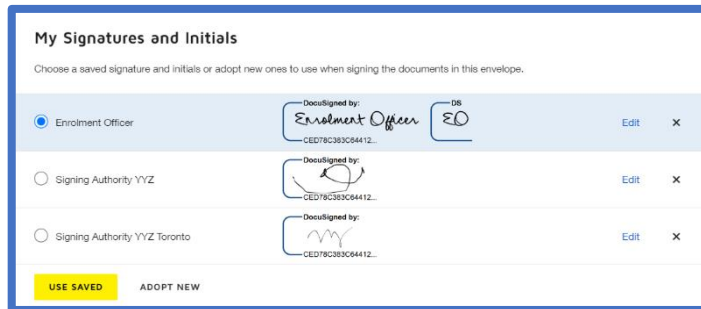 My Signatures and Initials
Choose a saved signature and initials or adopt new ones to use when signing the documents in this envelope.
Enrolment Officer
DocuSigned by:
Enrolment Officer
CED78C383C64412...
DS
EO
Edit ×
Signing Authority YYZ
DocuSigned by:
CED78C383C64412...
Edit ×
Signing Authority YYZ Toronto
DocuSigned by:
CED78C383C64412...
Edit ×
USE SAVED ADOPT NEW